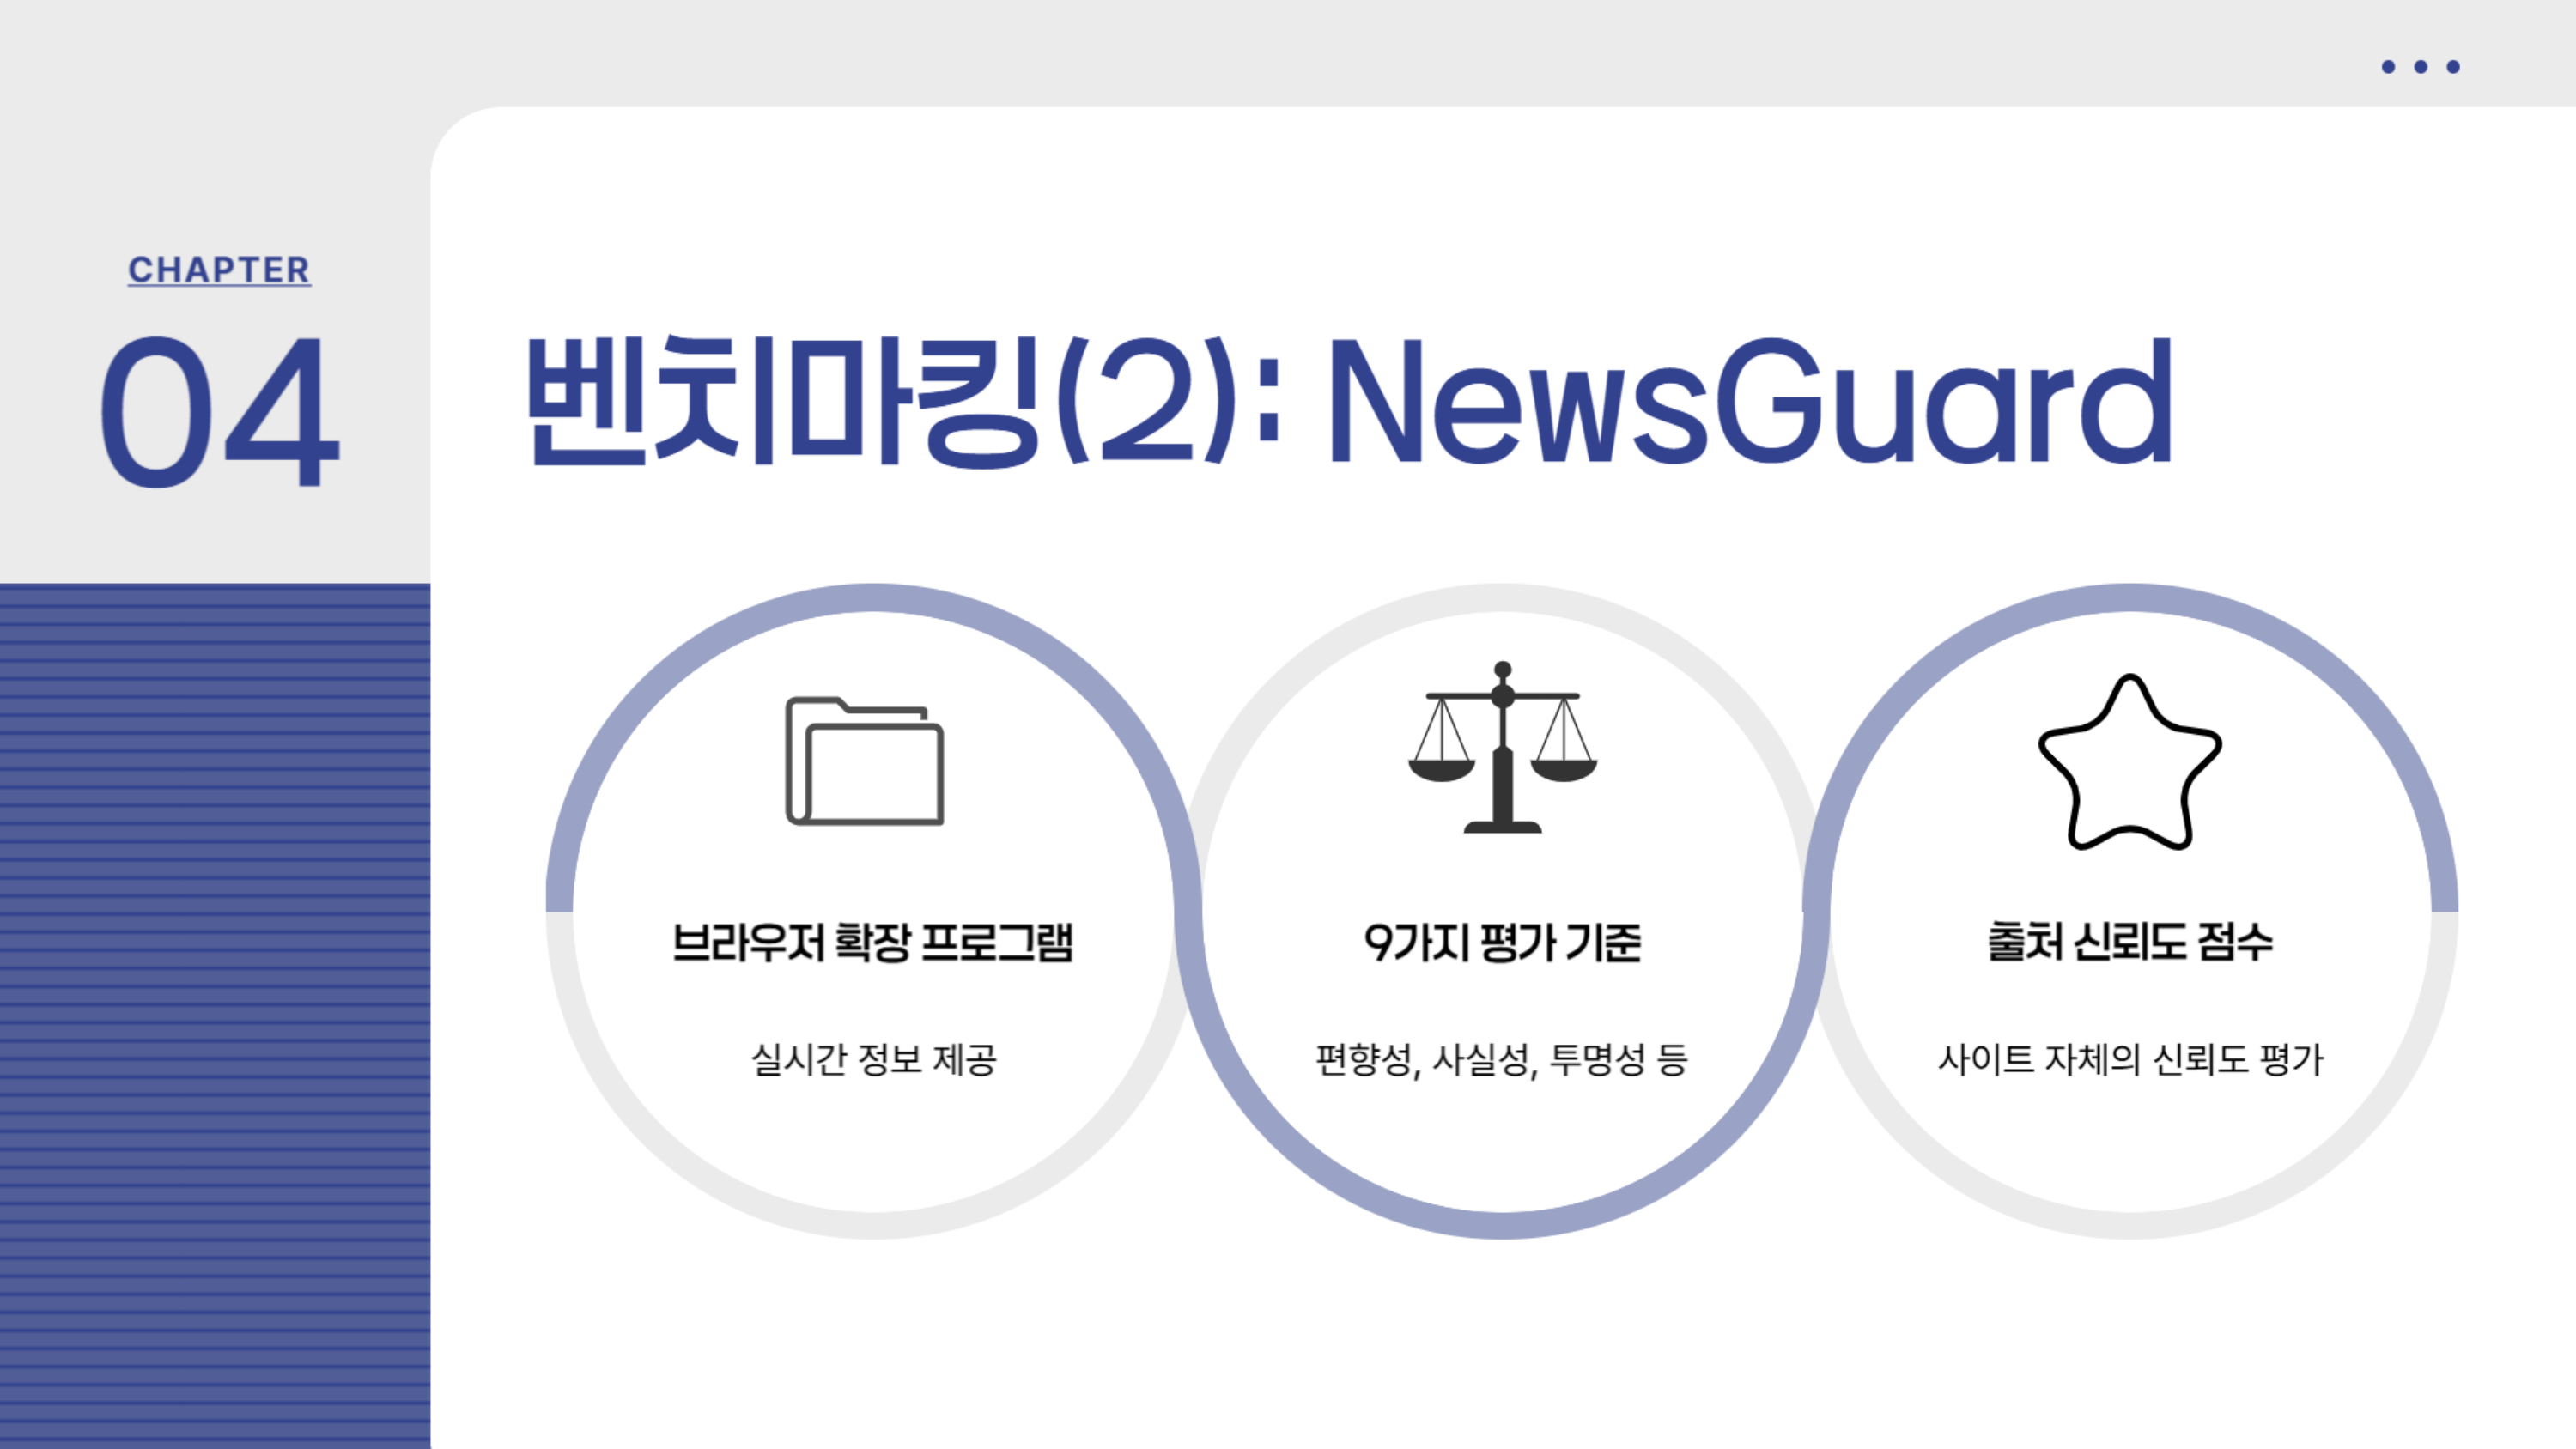 CHAPTER
04
벤치마킹(2): NewsGuard
브라우저 확장 프로그램
실시간 정보 제공
9가지 평가 기준
편향성, 사실성, 투명성 등
출처 신뢰도 점수
사이트 자체의 신뢰도 평가